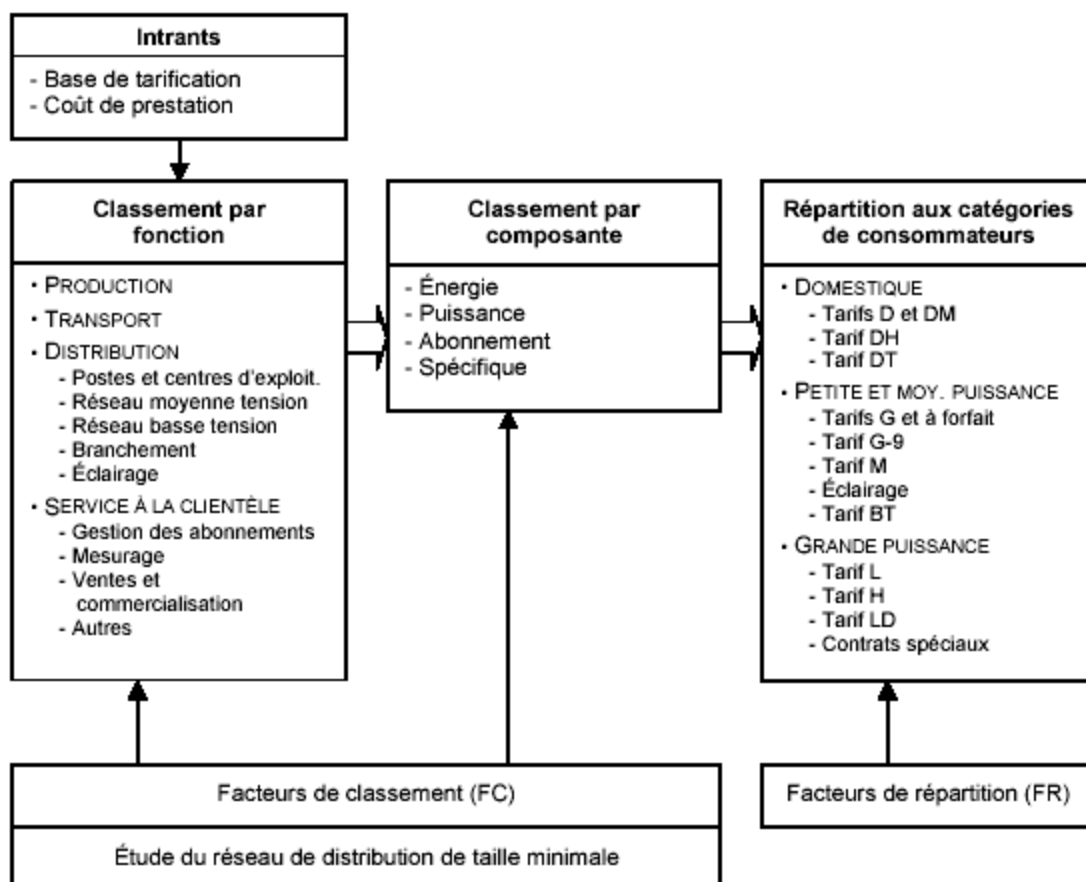 Intrants
- Base de tarification
- Coût de prestation
Classement par
fonction
• PRODUCTION
• TRANSPORT
• DISTRIBUTION
- Postes et centres d'exploit.
- Réseau moyenne tension
- Réseau basse tension
- Branchement
- Éclairage
• SERVICE À LA CLIENTÈLE
- Gestion des abonnements
- Mesurage
- Ventes et
commercialisation
- Autres
Classement par
composante
- Énergie
- Puissance
- Abonnement
- Spécifique
Répartition aux catégories
de consommateurs
• DOMESTIQUE
- Tarifs D et DM
- Tarif DH
- Tarif DT
• PETITE ET MOY. PUISSANCE
- Tarifs G et à forfait
- Tarif G-9
- Tarif M
- Éclairage
- Tarif BT
• GRANDE PUISSANCE
- Tarif L
- Tarif H
- Tarif LD
- Contrats spéciaux
Facteurs de classement (FC)
Étude du réseau de distribution de taille minimale
Facteurs de répartition (FR)